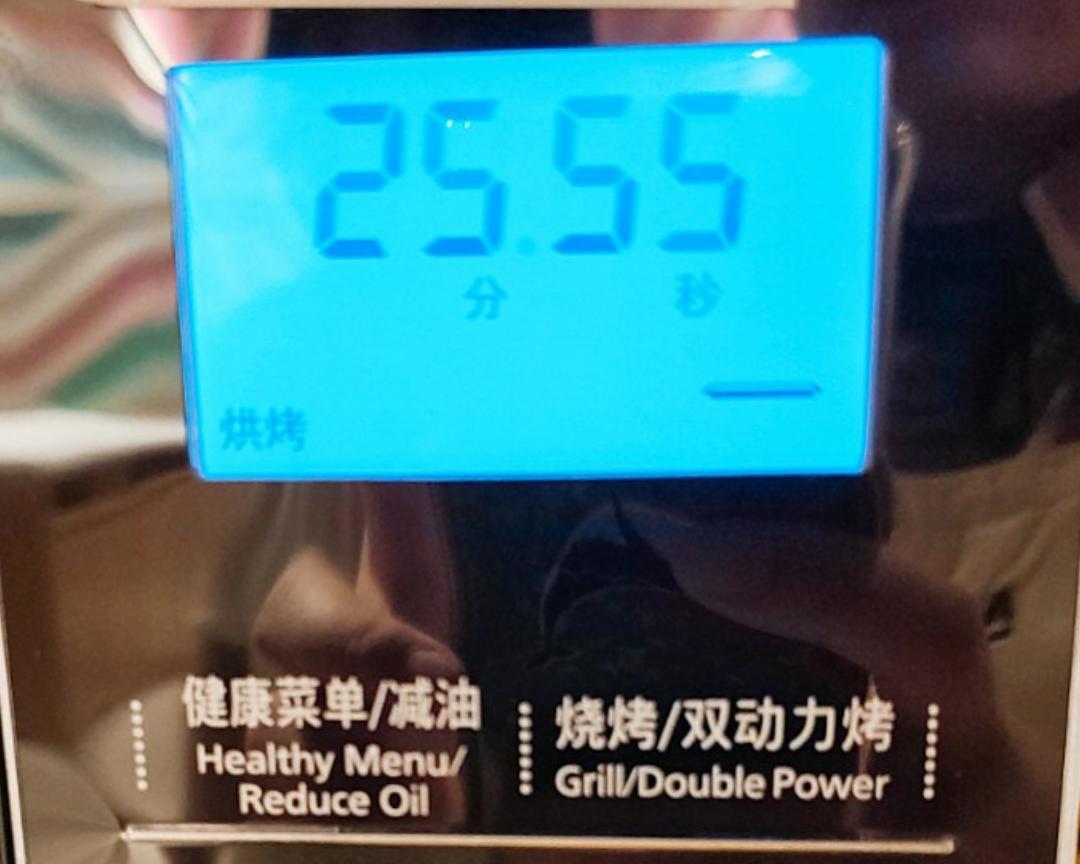 25.55
分 秒
烘烤
健康菜单/减油
Healthy Menu/
Reduce Oil
烧烤/双动力烤
Grill/Double Power